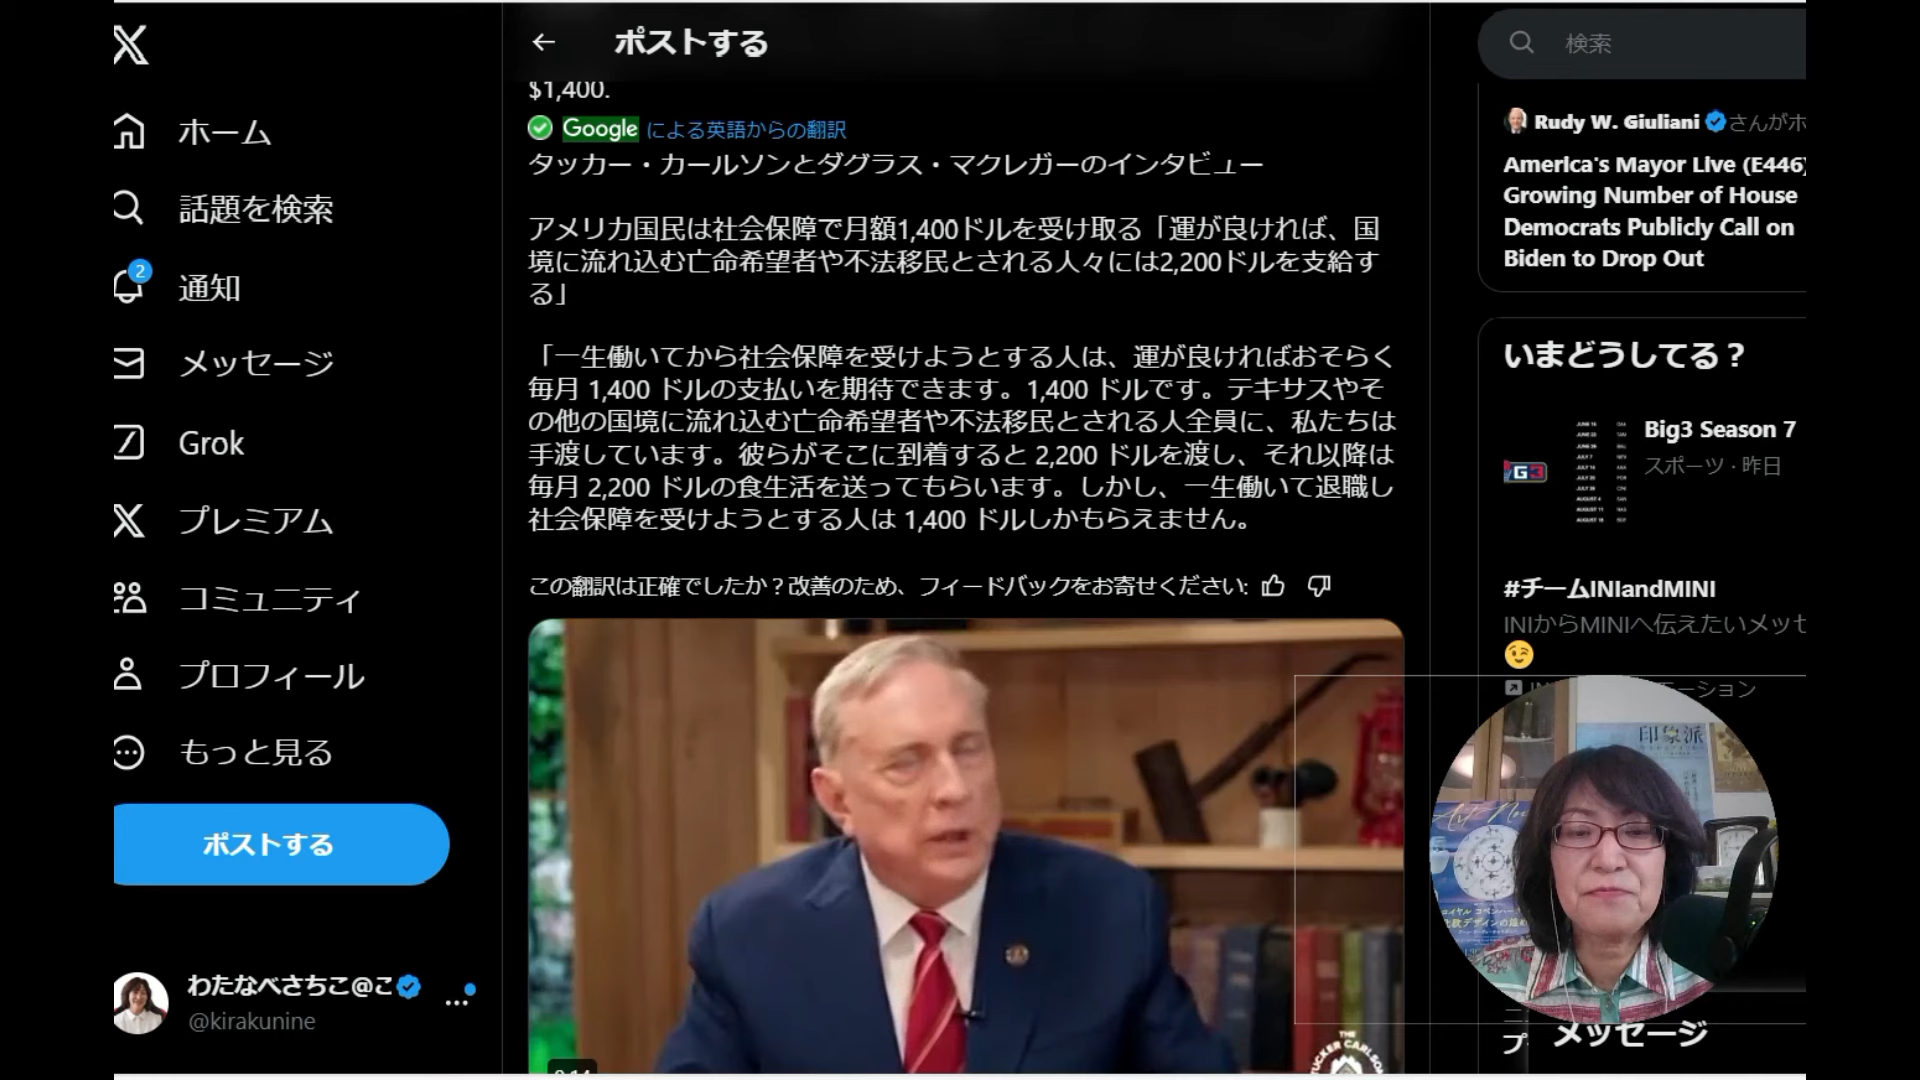 ホーム
話題を検索
2
通知
メッセージ
Grok
プレミアム
コミュニティ
プロフィール
もっと見る
ポストする
わたなべさちこ@こ
@kirakunine
ポストする
$1,400.
Google による英語からの翻訳
タッカー・カールソンとダグラス・マクレガーのインタビュー
アメリカ国民は社会保障で月額1,400ドルを受け取る「運が良ければ、国
境に流れ込む亡命希望者や不法移民とされる人々には2,200ドルを支給す
る」
「一生働いてから社会保障を受けようとする人は、運が良ければおそらく
毎月 1,400 ドルの支払いを期待できます。1,400 ドルです。テキサスやそ
の他の国境に流れ込む亡命希望者や不法移民とされる人全員に、私たちは
手渡しています。彼らがそこに到着すると 2,200 ドルを渡し、それ以降は
毎月 2,200 ドルの食生活を送ってもらいます。しかし、一生働いて退職し
社会保障を受けようとする人は 1,400 ドルしかもらえません。
この翻訳は正確でしたか？改善のため、フィードバックをお寄せください:
検索
Rudy W. Giuliani さんがホ
America's Mayor Live (E446)
Growing Number of House
Democrats Publicly Call on
Biden to Drop Out
いまどうしてる？
Big3 Season 7
スポーツ · 昨日
#チームINIandMINI
INIからMINIへ伝えたいメッセ
ーション
印象派
メッセージ